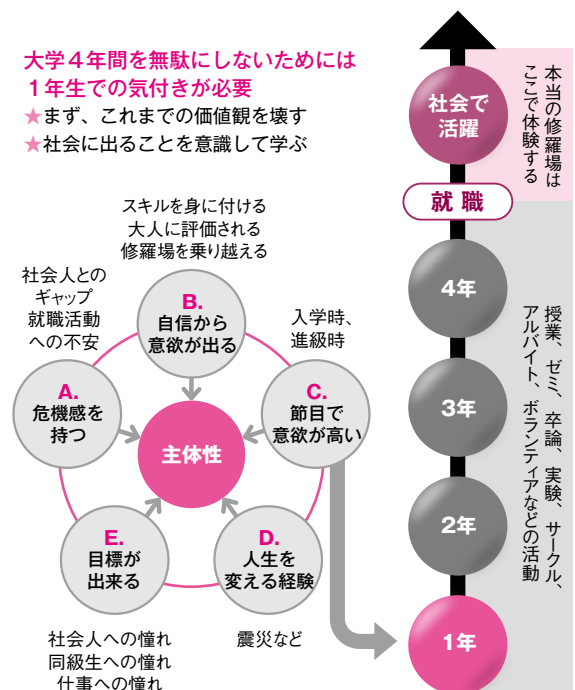 大学４年間を無駄にしないためには
１年生での気付きが必要
★まず、これまでの価値観を壊す
★社会に出ることを意識して学ぶ
スキルを身に付ける
大人に評価される
修羅場を乗り越える
社会人との
ギャップ
就職活動
への不安
B.
自信から
意欲が出る
入学時、
進級時
A.
危機感を
持つ
C.
節目で
意欲が高い
主体性
E.
目標が
出来る
D.
人生を
変える経験
社会人への憧れ
同級生への憧れ
仕事への憧れ
震災など
社会で
活躍
本当の修羅場は
ここで体験する
就職
4年
3年
2年
1年
授業、ゼミ、卒論、実験、サークル、
アルバイト、ボランティアなどの活動